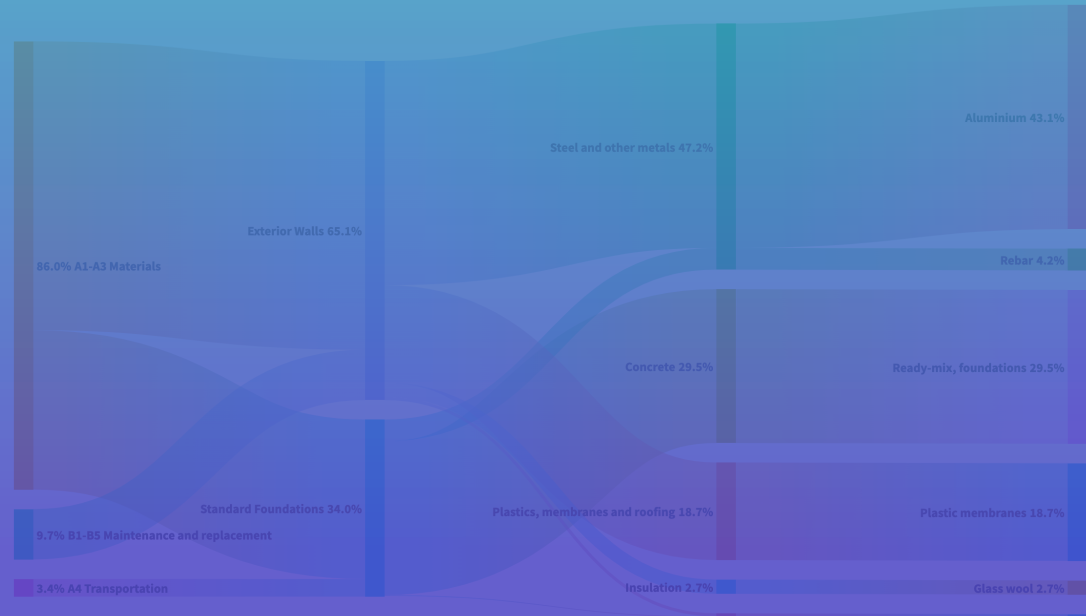 Aluminium 43.1%
Steel and other metals 47.2%
Exterior Walls 65.1%
Rebar 4.2%
86.0% A1-A3 Materials
Concrete 29.5%
Ready-mix, foundations 29.5%
Standard Foundations 34.0%
Plastics, membranes and roofing 18.7%
Plastic membranes 18.7%
9.7% B1-B5 Maintenance and replacement
3.4% A4 Transportation
Insulation 2.7%
Glass wool 2.7%